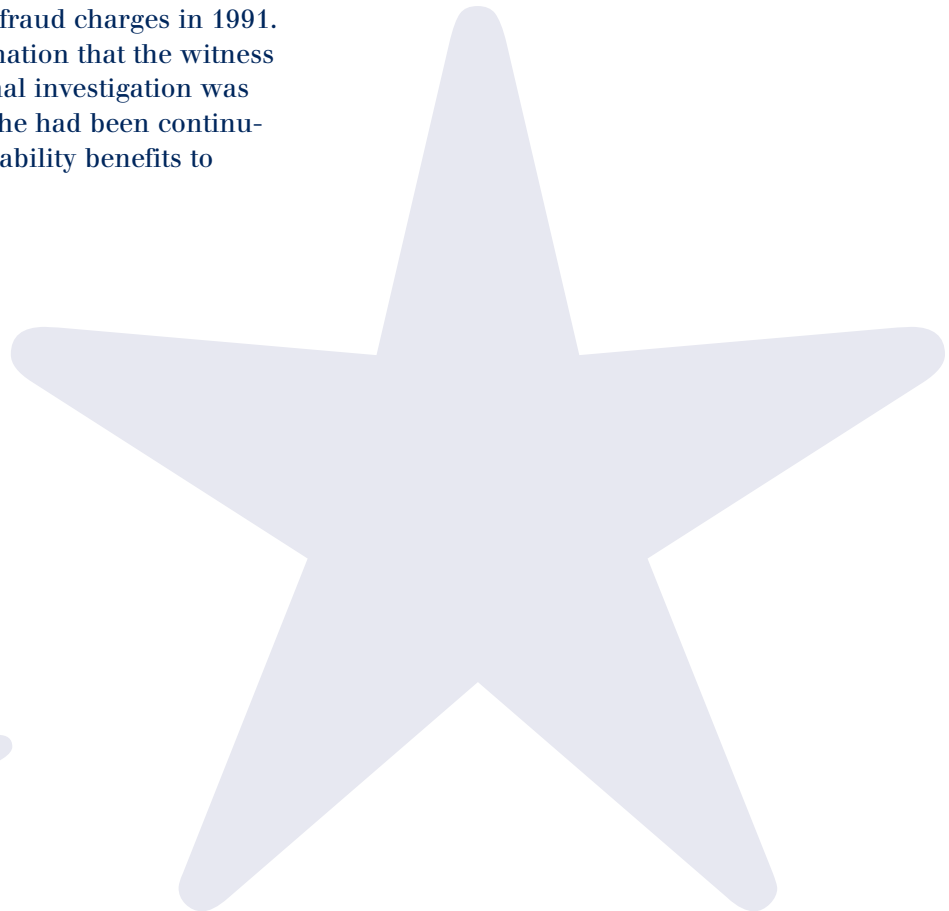 fraud charges in 1991.
nation that the witness
al investigation was
he had been continu-
ability benefits to